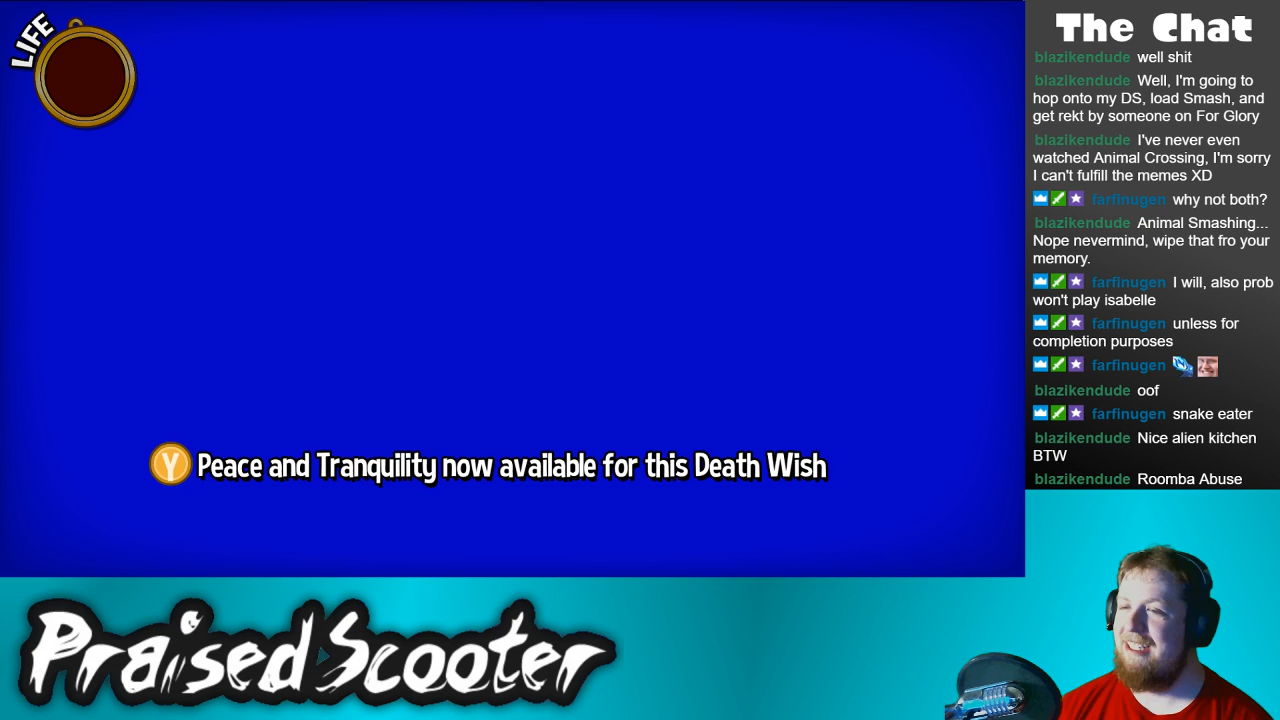 LIFE
Y Peace and Tranquility now available for this Death Wish
The Chat
blazikendude well shit
blazikendude Well, I'm going to
hop onto my DS, load Smash, and
get rekt by someone on For Glory
blazikendude I've never even
watched Animal Crossing, I'm sorry
I can't fulfill the memes XD
farfinugen why not both?
blazikendude Animal Smashing...
Nope nevermind, wipe that fro your
memory.
farfinugen I will, also prob
won't play isabelle
farfinugen unless for
completion purposes
farfinugen
blazikendude oof
farfinugen snake eater
blazikendude Nice alien kitchen
BTW
blazikendude Roomba Abuse
PraisedScooter